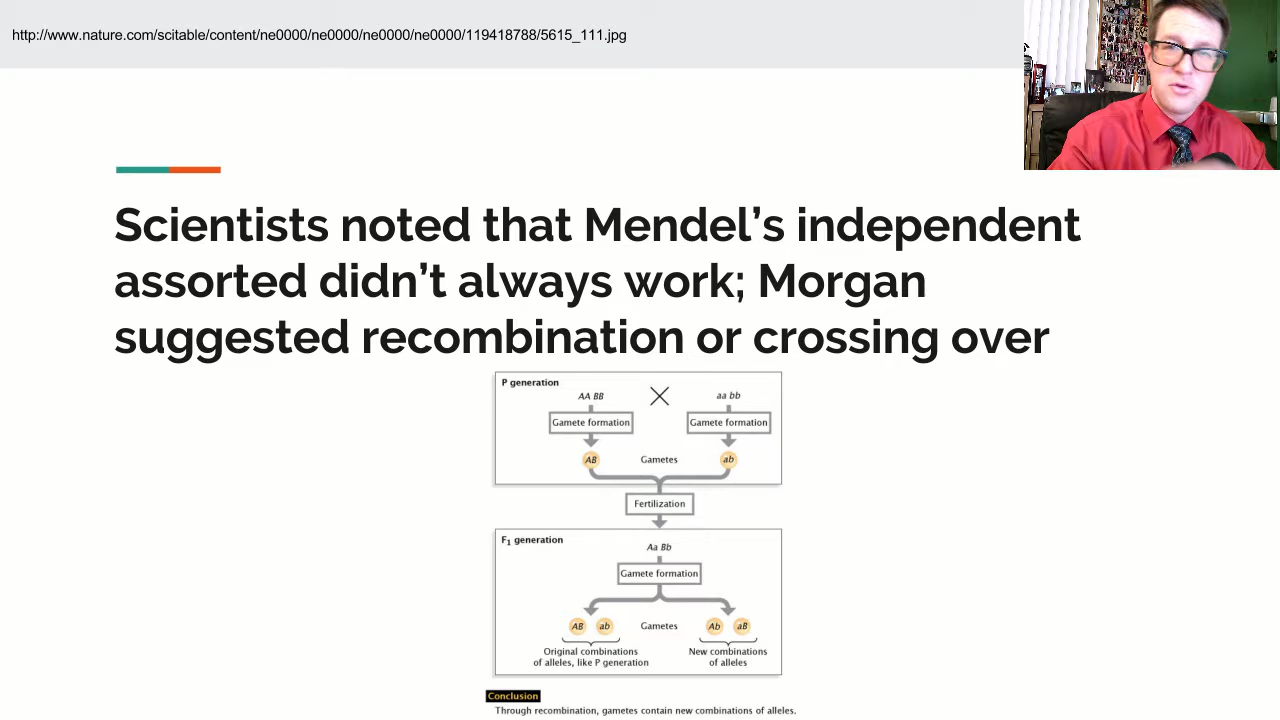 http://www.nature.com/scitable/content/ne0000/ne0000/ne0000/ne0000/119418788/5615_111.jpg
Scientists noted that Mendel’s independent
assorted didn’t always work; Morgan
suggested recombination or crossing over
P generation
AA BB
aa bb
Gamete formation
Gamete formation
AB
Gametes
ab
Fertilization
F1 generation
Aa Bb
Gamete formation
AB
ab
Gametes
Ab
aB
Original combinations
of alleles, like P generation
New combinations
of alleles
Conclusion
Through recombination, gametes contain new combinations of alleles.